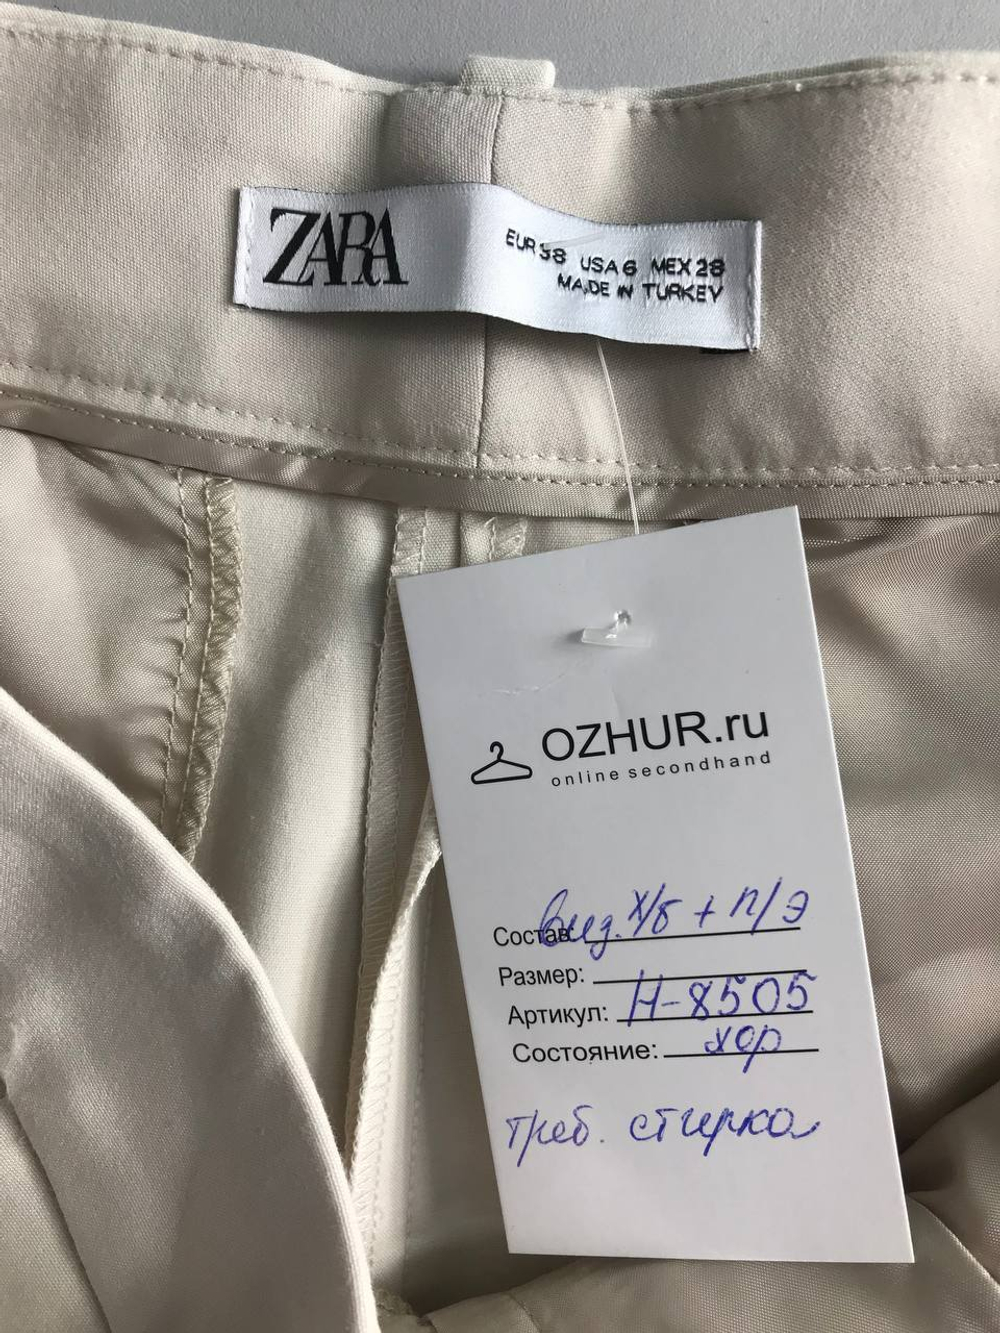 ZARA
EUR 38 USA 6 MEX 28
MADE IN TURKEY
OZHUR.ru
online secondhand
Состав: виз. х/б + п/э
Размер:
Артикул: Н-8505
Состояние: хор
треб. стирка